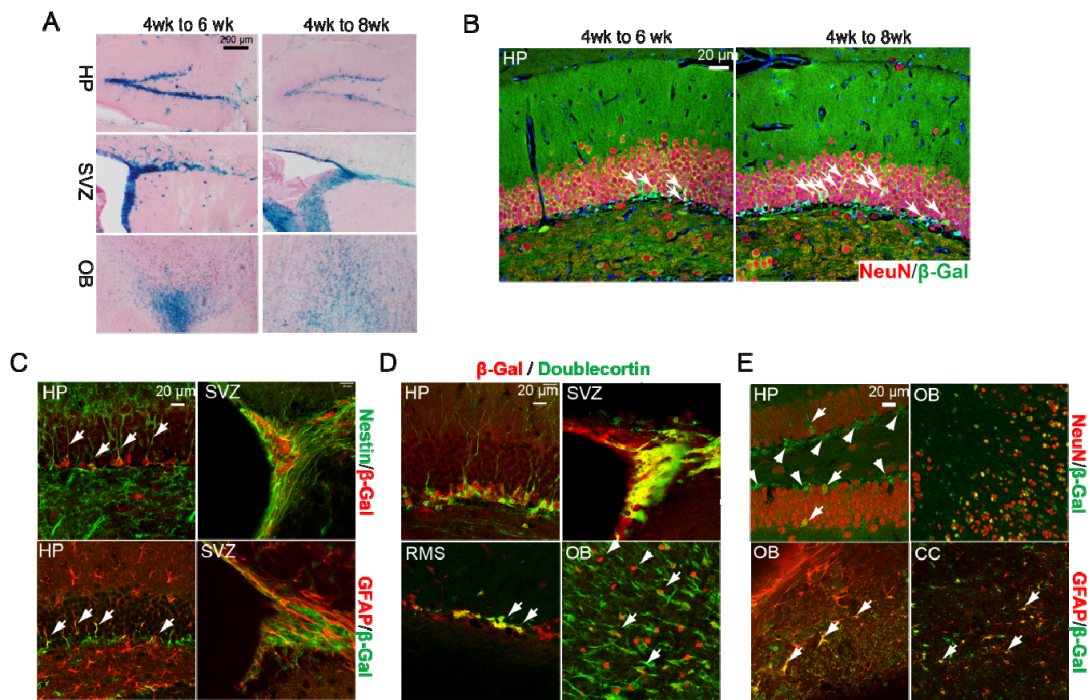 A
4wk to 6 wk
4wk to 8wk
200 µm
HP
SVZ
OB
B
4wk to 6 wk
4wk to 8wk
HP
20 µm
NeuN/β-Gal
C
HP
20 µm
SVZ
Nestin/β-Gal
HP
SVZ
GFAP/β-Gal
D
β-Gal / Doublecortin
HP
20 µm
SVZ
RMS
OB
E
HP
20 µm
OB
NeuN/β-Gal
OB
CC
GFAP/β-Gal